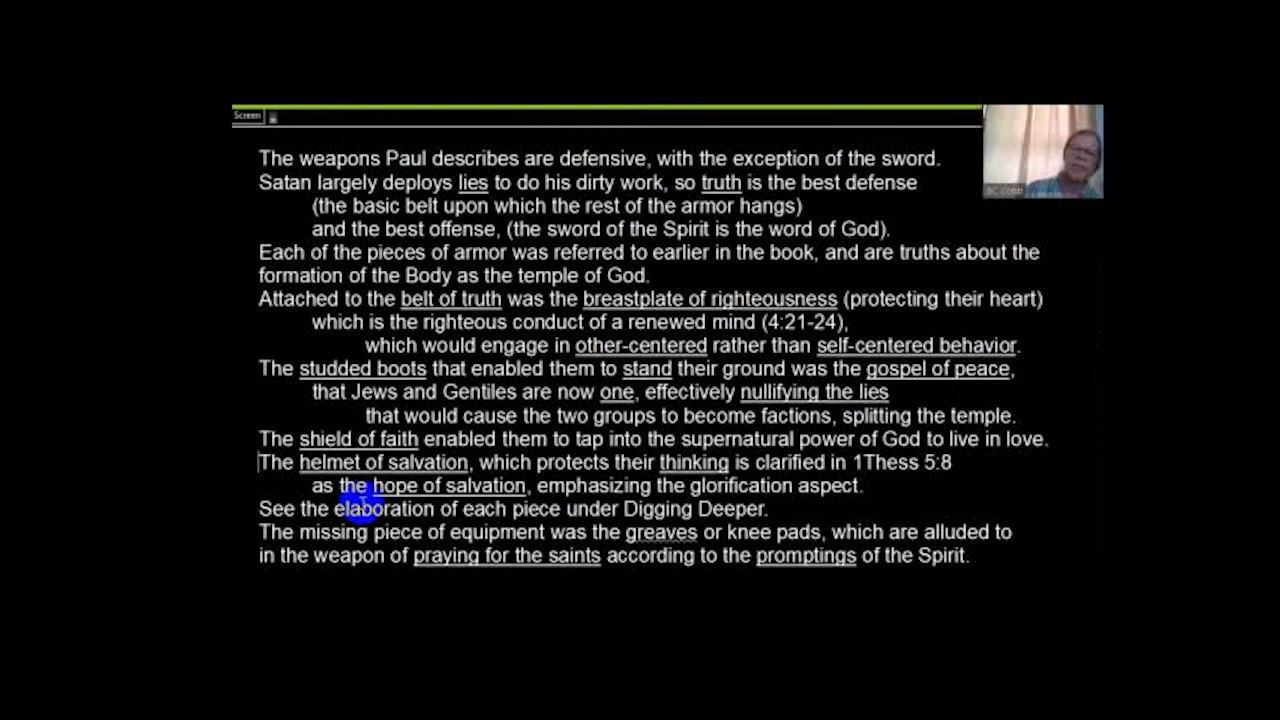 Screen
The weapons Paul describes are defensive, with the exception of the sword.
Satan largely deploys lies to do his dirty work, so truth is the best defense
(the basic belt upon which the rest of the armor hangs)
and the best offense, (the sword of the Spirit is the word of God).
Each of the pieces of armor was referred to earlier in the book, and are truths about the
formation of the Body as the temple of God.
Attached to the belt of truth was the breastplate of righteousness (protecting their heart)
which is the righteous conduct of a renewed mind (4:21-24),
which would engage in other-centered rather than self-centered behavior.
The studded boots that enabled them to stand their ground was the gospel of peace,
that Jews and Gentiles are now one, effectively nullifying the lies
that would cause the two groups to become factions, splitting the temple.
The shield of faith enabled them to tap into the supernatural power of God to live in love.
The helmet of salvation, which protects their thinking is clarified in 1Thess 5:8
as the hope of salvation, emphasizing the glorification aspect.
See the elaboration of each piece under Digging Deeper.
The missing piece of equipment was the greaves or knee pads, which are alluded to
in the weapon of praying for the saints according to the promptings of the Spirit.